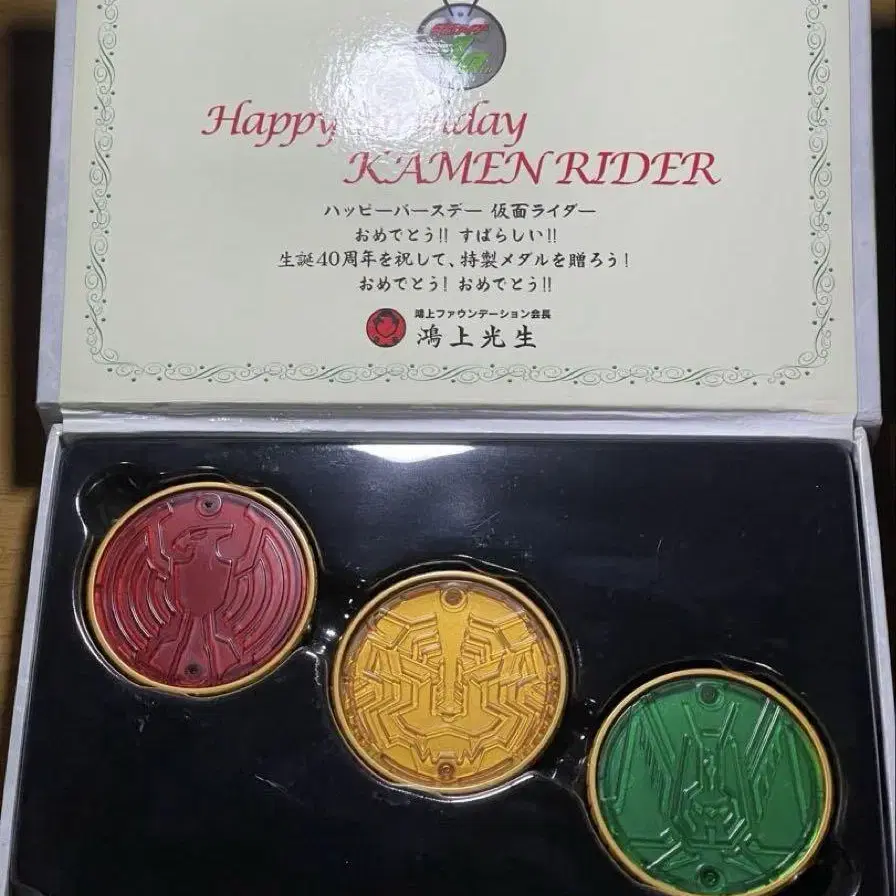 Happy Birthday
KAMEN RIDER
ハッピーバースデー 仮面ライダー
おめでとう!! すばらしい!!
生誕40周年を祝して、特製メダルを贈ろう!
おめでとう! おめでとう!!
鴻上ファウンデーション会長
鴻上光生